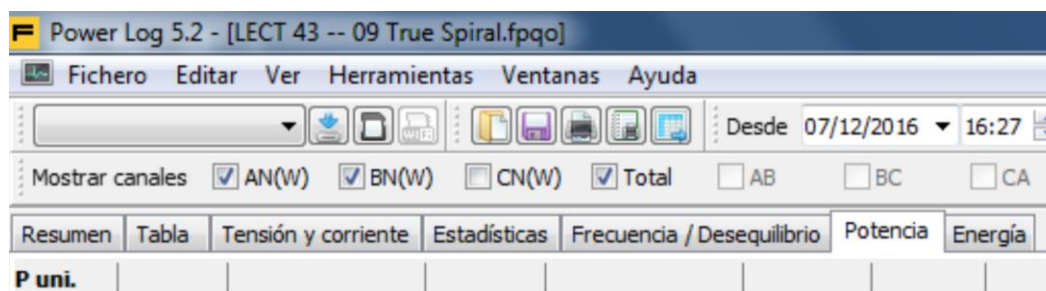 Power Log 5.2 - [LECT 43 -- 09 True Spiral.fpqo]
Fichero Editar Ver Herramientas Ventanas Ayuda
Desde 07/12/2016 16:27
Mostrar canales AN(W) BN(W) CN(W) Total AB BC CA
Resumen Tabla Tensión y corriente Estadísticas Frecuencia / Desequilibrio Potencia Energía
P uni.